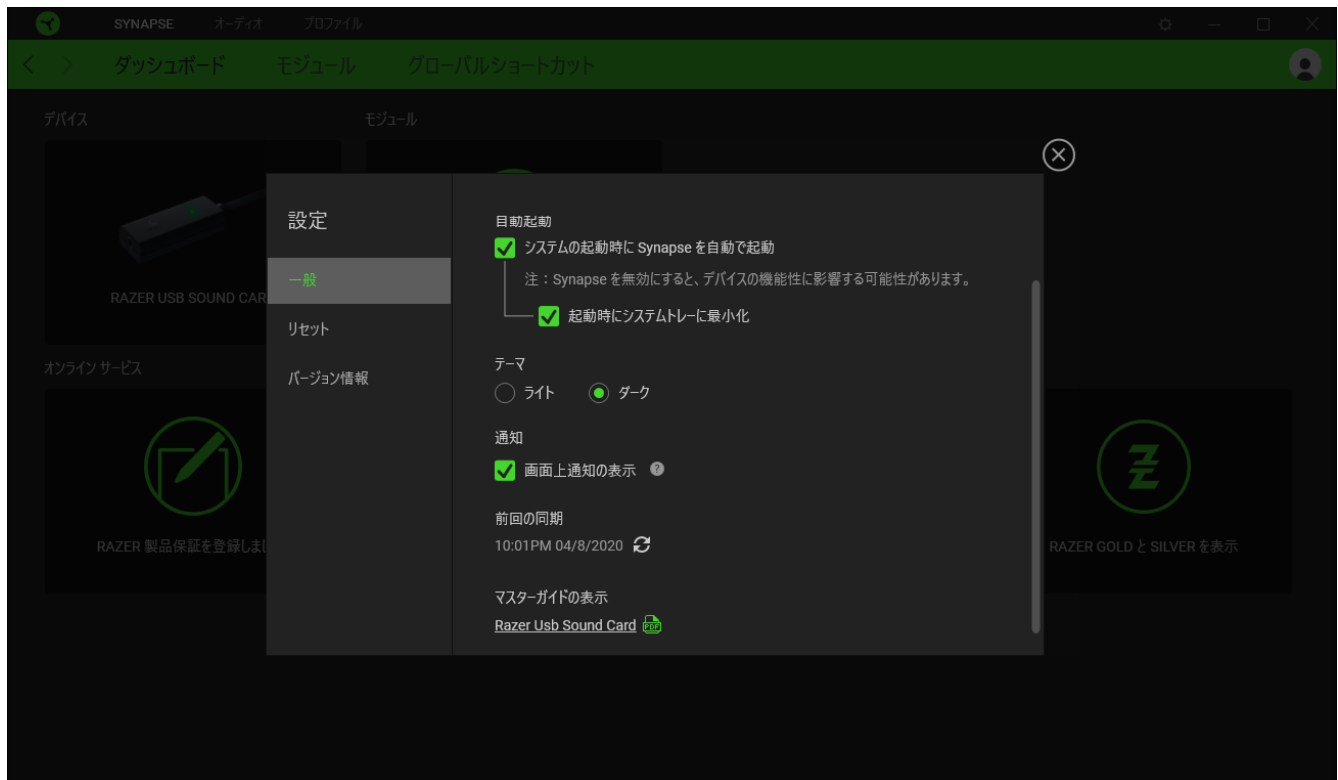 SYNAPSE オーディオ プロファイル
ダッシュボード モジュール グローバルショートカット
デバイス モジュール
RAZER USB SOUND CAR
オンライン サービス
RAZER 製品保証を登録しまし
RAZER GOLD と SILVER を表示
設定
一般
リセット
バージョン情報
自動起動
システムの起動時に Synapse を自動で起動
注：Synapse を無効にすると、デバイスの機能性に影響する可能性があります。
起動時にシステムトレーに最小化
テーマ
ライト ダーク
通知
画面上通知の表示 ?
前回の同期
10:01PM 04/8/2020
マスターガイドの表示
Razer Usb Sound Card PDF